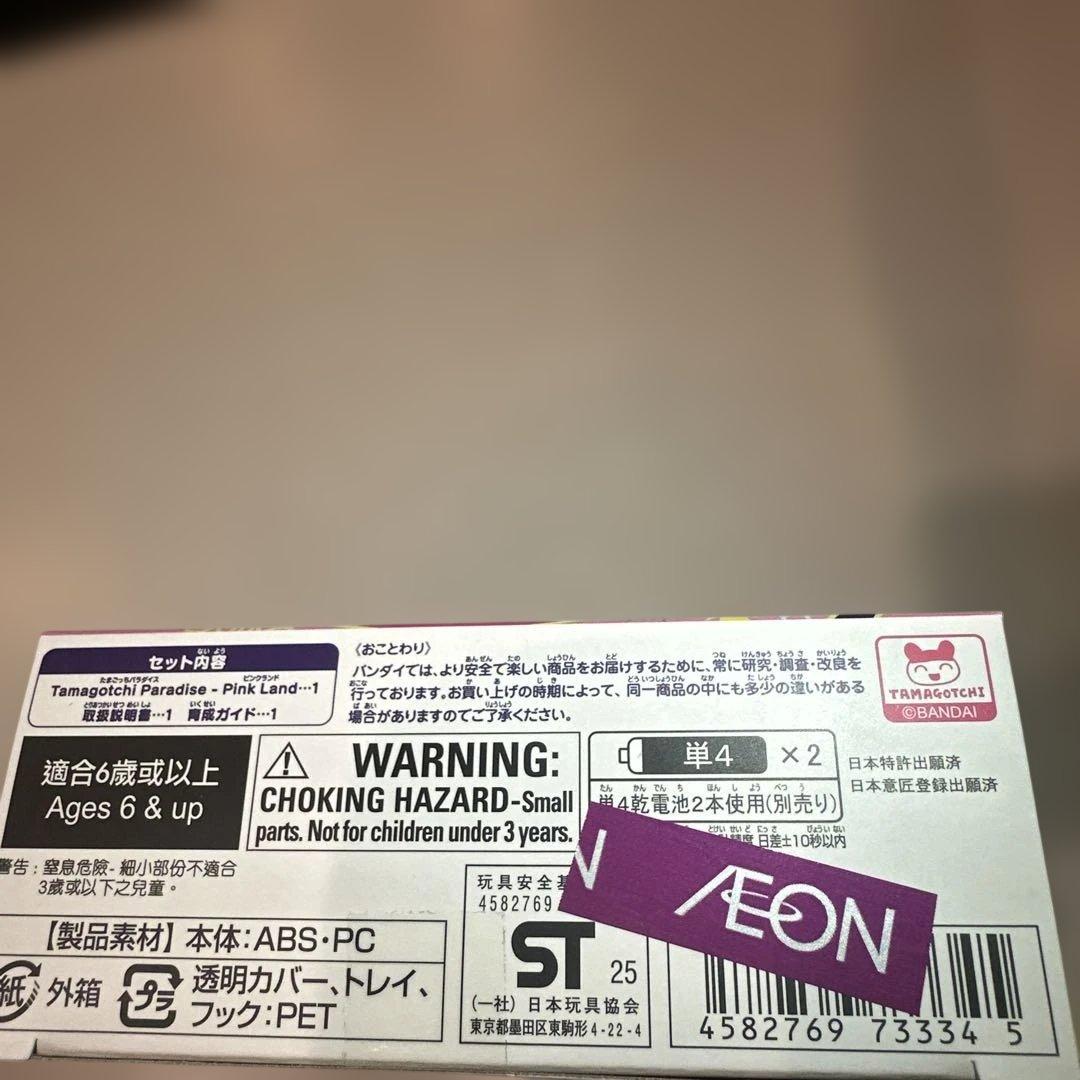 セット内容
Tamagotchi Paradise - Pink Land…1
取扱説明書…1 育成ガイド…1
《おことわり》
バンダイでは、より安全で楽しい商品をお届けするために、常に研究・調査・改良を
行っております。お買い上げの時期によって、同一商品の中にも多少の違いがある
場合がありますのでご了承ください。
TAMAGOTCHI
©BANDAI
適合6歲或以上
Ages 6 & up
WARNING:
CHOKING HAZARD-Small
parts. Not for children under 3 years.
単4 ×2
単4乾電池2本使用(別売り)
精度 日差±10秒以内
日本特許出願済
日本意匠登録出願済
警告:窒息危險-細小部份不適合
3歲或以下之兒童。
【製品素材】本体:ABS・PC
紙 外箱
プラ 透明カバー、トレイ、
フック:PET
玩具安全基
4582769
ST 25
(一社)日本玩具協会
東京都墨田区東駒形4-22-4
N ÆON
4582769 73334 5